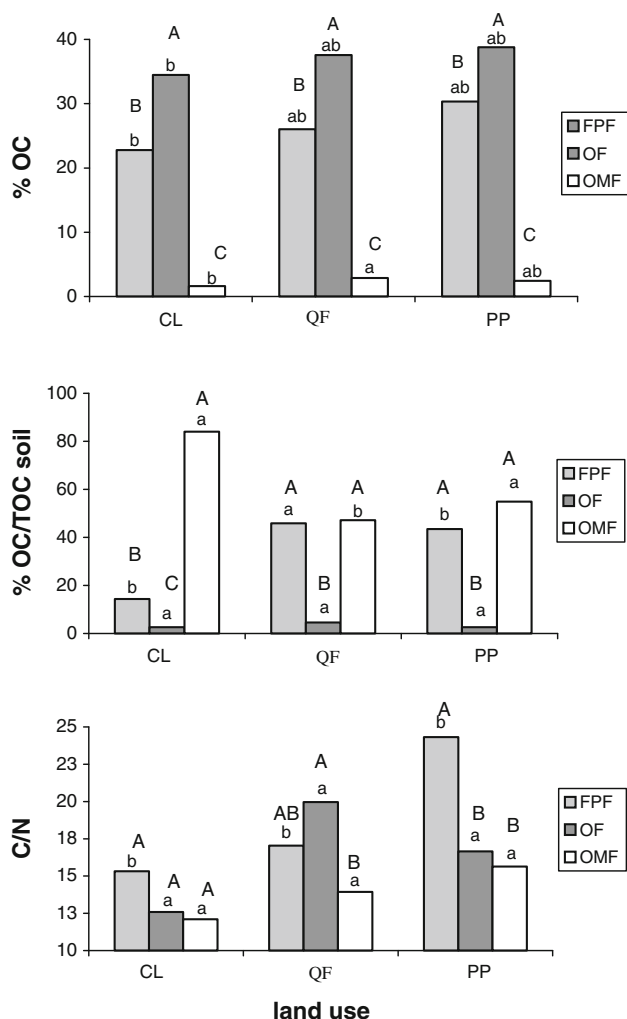 A
A
A
40
b
ab
ab
B
B
B
30
ab
ab
FPF
b
% OC
20
OF
OMF
10
C
C
C
b
a
ab
0
CL
QF
PP
100
A
a
80
% OC/TOC soil
60
A
A
A
A
a
b
b
a
FPF
OF
OMF
40
B
C
B
B
20
b
a
a
a
0
CL
QF
PP
25
A
b
23
A
a
FPF
20
AB
b
OF
C/N
18
A
b
B
a
B
a
OMF
15
A
a
A
a
B
a
13
10
CL
QF
PP
land use